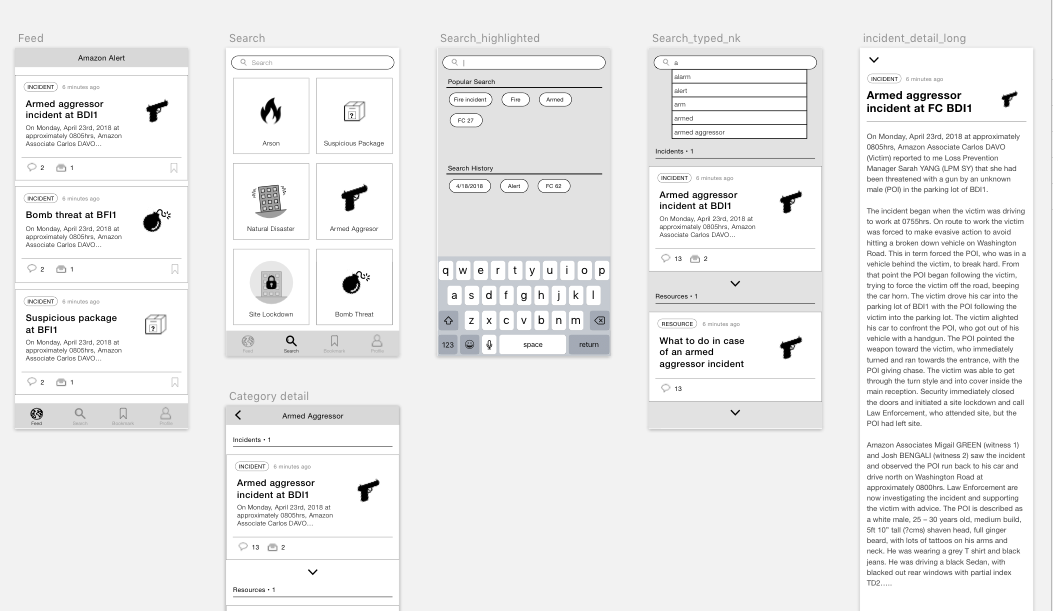 Feed
Amazon Alert
INCIDENT
6 minutes ago
Armed aggressor
incident at BDI1
On Monday, April 23rd, 2018 at
approximately 0805hrs, Amazon
Associate Carlos DAVO...
2
1
INCIDENT
6 minutes ago
Bomb threat at BFI1
On Monday, April 23rd, 2018 at
approximately 0805hrs, Amazon
Associate Carlos DAVO...
2
1
INCIDENT
6 minutes ago
Suspicious package
at BFI1
On Monday, April 23rd, 2018 at
approximately 0805hrs, Amazon
Associate Carlos DAVO...
2
1
Feed
Search
Bookmark
Profile
Search
Search
Arson
Suspicious Package
Natural Disaster
Armed Aggresor
Site Lockdown
Bomb Threat
Feed
Search
Bookmark
Profile
Category detail
Armed Aggressor
Incidents • 1
INCIDENT
6 minutes ago
Armed aggressor
incident at BDI1
On Monday, April 23rd, 2018 at
approximately 0805hrs, Amazon
Associate Carlos DAVO...
13
2
Resources • 1
Search_highlighted
Popular Search
Fire incident
Fire
Armed
FC 27
Search History
4/18/2018
Alert
FC 62
q w e r t y u i o p
a s d f g h j k l
z x c v b n m
123
space
return
Search_typed_nk
a
alarm
alert
arm
armed
armed aggressor
Incidents • 1
INCIDENT
6 minutes ago
Armed aggressor
incident at BDI1
On Monday, April 23rd, 2018 at
approximately 0805hrs, Amazon
Associate Carlos DAVO...
13
2
Resources • 1
RESOURCE
6 minutes ago
What to do in case
of an armed
aggressor incident
13
incident_detail_long
INCIDENT
6 minutes ago
Armed aggressor
incident at FC BDI1
On Monday, April 23rd, 2018 at approximately
0805hrs, Amazon Associate Carlos DAVO
(Victim) reported to me Loss Prevention
Manager Sarah YANG (LPM SY) that she had
been threatened with a gun by an unknown
male (POI) in the parking lot of BDI1.
The incident began when the victim was driving
to work at 0755hrs. On route to work the victim
was forced to make evasive action to avoid
hitting a broken down vehicle on Washington
Road. This in term forced the POI, who was in a
vehicle behind the victim, to break hard. From
that point the POI began following the victim,
trying to force the victim off the road, beeping
the car horn. The victim drove his car into the
parking lot of BDI1 with the POI following the
victim into the parking lot. The victim alighted
his car to confront the POI, who got out of his
vehicle with a handgun. The POI pointed the
weapon toward the victim, who immediately
turned and ran towards the entrance, with the
POI giving chase. The victim was able to get
through the turn style and into cover inside the
main reception. Security immediately closed
the doors and initiated a site lockdown and call
Law Enforcement, who attended site, but the
POI had left site.
Amazon Associates Migail GREEN (witness 1)
and Josh BENGALI (witness 2) saw the incident
and observed the POI run back to his car and
drive north on Washington Road at
approximately 0800hrs. Law Enforcement are
now investigating the incident and supporting
the victim with advice. The POI is described as
a white male, 25 – 30 years old, medium build,
5ft 10" tall (?cms) shaven head, full ginger
beard, with lots of tattoos on his arms and
neck. He was wearing a grey T shirt and black
jeans. He was driving a black Sedan, with
blacked out rear windows with partial index
TD2.....